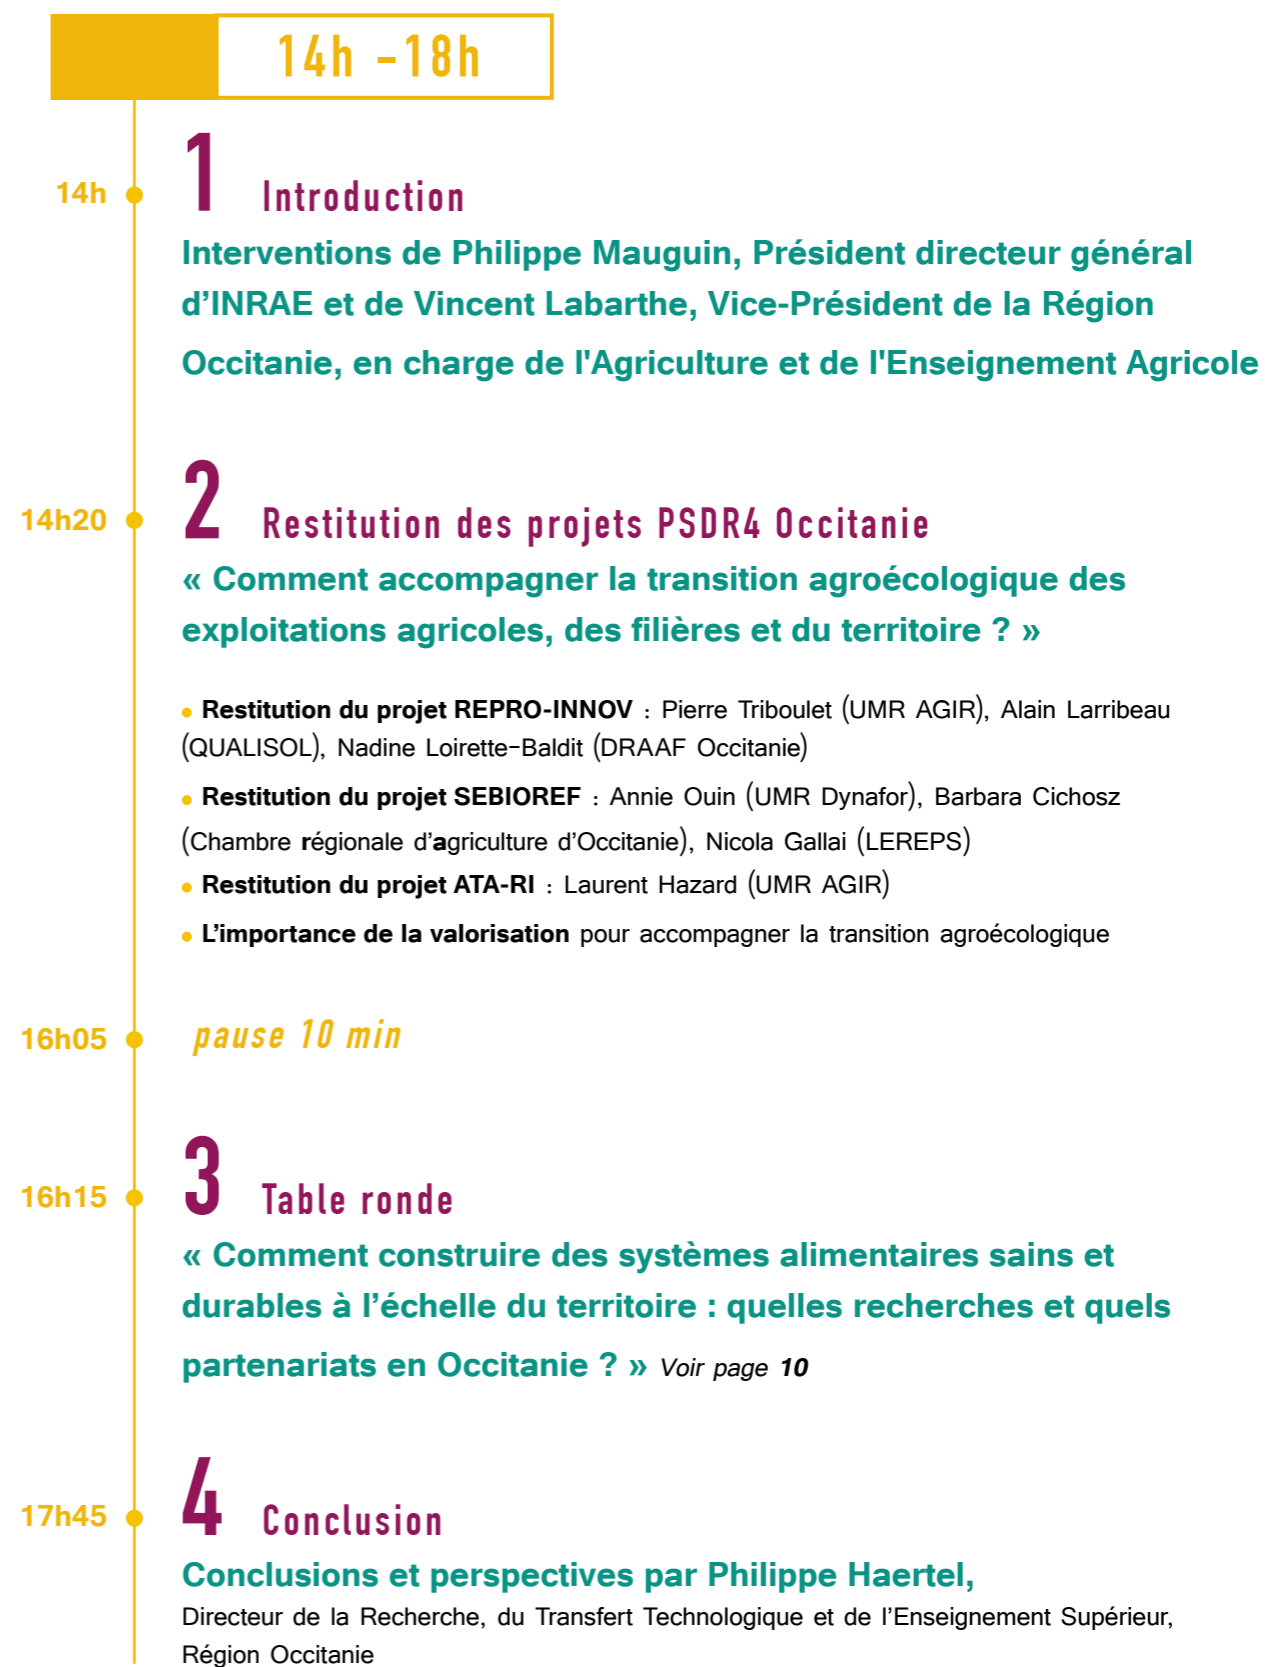 14h -18h
14h
1 Introduction
Interventions de Philippe Mauguin, Président directeur général
d’INRAE et de Vincent Labarthe, Vice-Président de la Région
Occitanie, en charge de l'Agriculture et de l'Enseignement Agricole
14h20
2 Restitution des projets PSDR4 Occitanie
« Comment accompagner la transition agroécologique des
exploitations agricoles, des filières et du territoire ? »
• Restitution du projet REPRO-INNOV : Pierre Triboulet (UMR AGIR), Alain Larribeau
(QUALISOL), Nadine Loirette-Baldit (DRAAF Occitanie)
• Restitution du projet SEBIOREF : Annie Ouin (UMR Dynafor), Barbara Cichosz
(Chambre régionale d’agriculture d’Occitanie), Nicola Gallai (LEREPS)
• Restitution du projet ATA-RI : Laurent Hazard (UMR AGIR)
• L’importance de la valorisation pour accompagner la transition agroécologique
16h05
pause 10 min
16h15
3 Table ronde
« Comment construire des systèmes alimentaires sains et
durables à l’échelle du territoire : quelles recherches et quels
partenariats en Occitanie ? » Voir page 10
17h45
4 Conclusion
Conclusions et perspectives par Philippe Haertel,
Directeur de la Recherche, du Transfert Technologique et de l’Enseignement Supérieur,
Région Occitanie